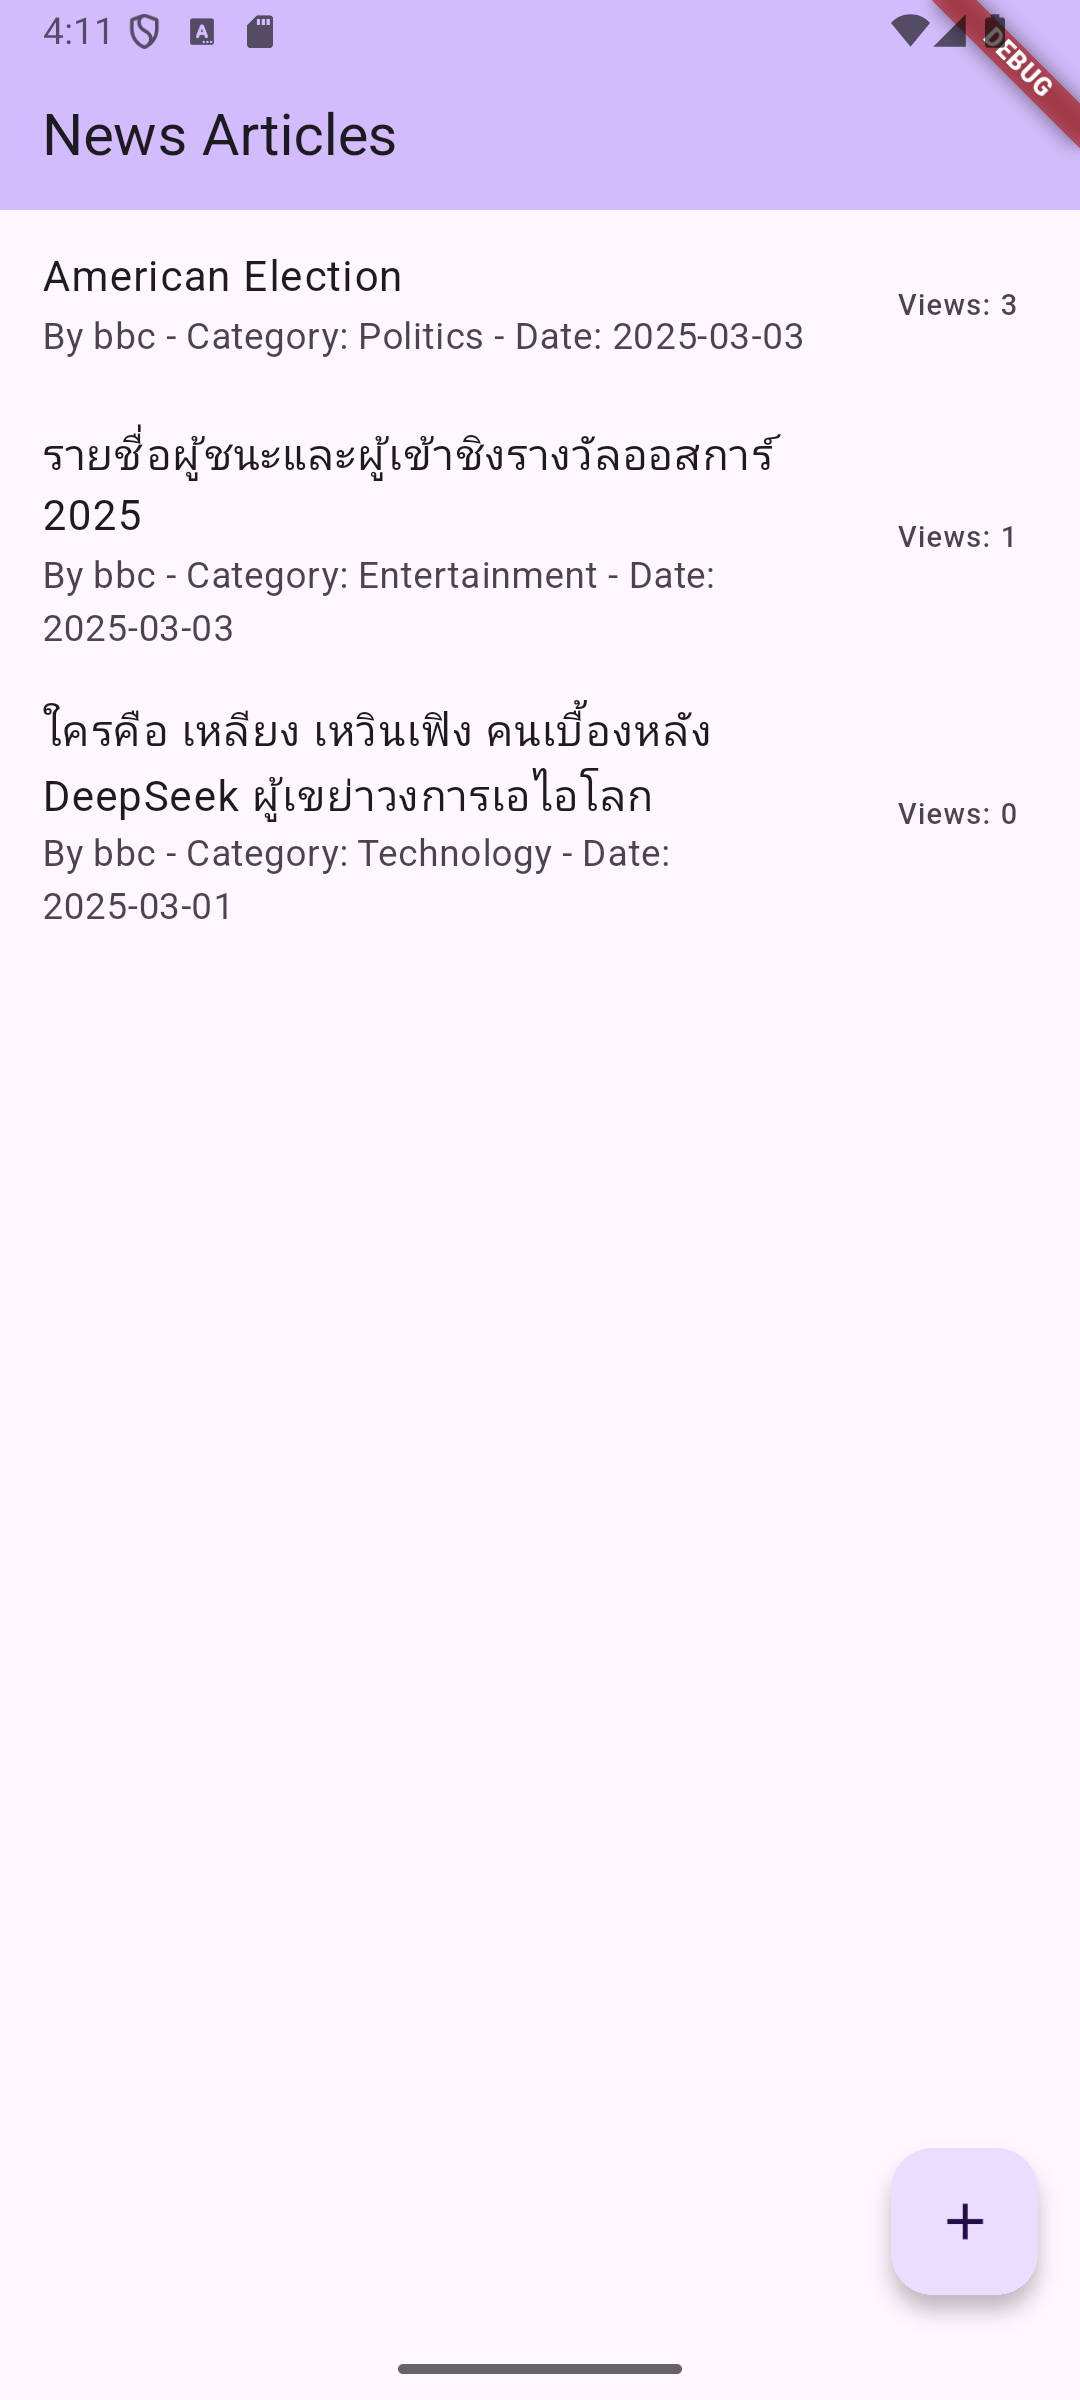 4:11
DEBUG
News Articles
American Election
By bbc - Category: Politics - Date: 2025-03-03
Views: 3
รายชื่อผู้ชนะและผู้เข้าชิงรางวัลออสการ์
2025
By bbc - Category: Entertainment - Date:
2025-03-03
Views: 1
ใครคือ เหลียง เหวินเฟิง คนเบื้องหลัง
DeepSeek ผู้เขย่าวงการเอไอโลก
By bbc - Category: Technology - Date:
2025-03-01
Views: 0